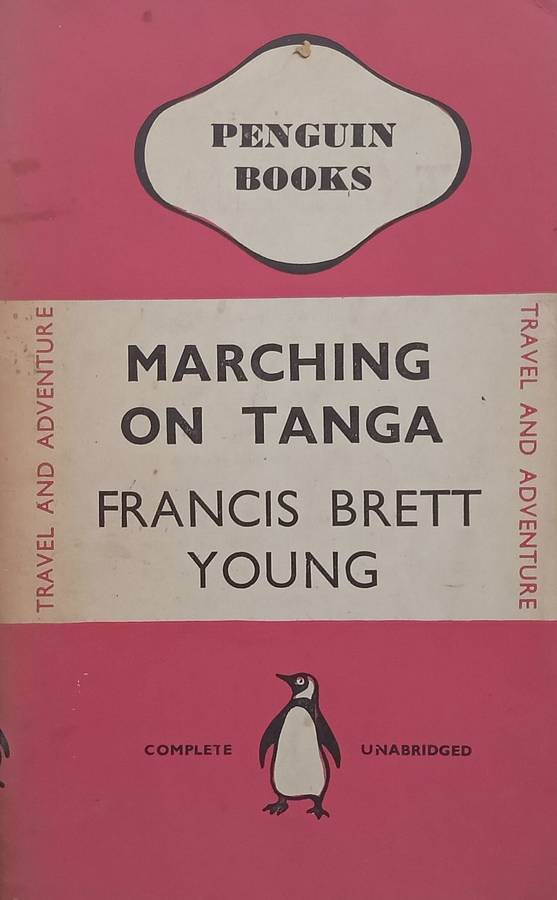 PENGUIN
BOOKS
TRAVEL AND ADVENTURE
MARCHING
ON TANGA
FRANCIS BRETT
YOUNG
TRAVEL AND ADVENTURE
COMPLETE
UNABRIDGED